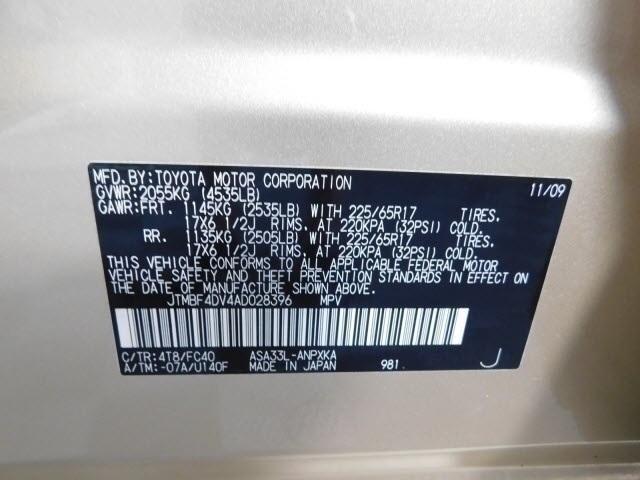 MFD. BY: TOYOTA MOTOR CORPORATION 11/09
GVWR: 2055KG (4535LB)
GAWR: FRT. 1145KG (2535LB) WITH 225/65R17 TIRES.
17X6 1/2J RIMS, AT 220KPA (32PSI) COLD.
RR. 1135KG (2505LB) WITH 225/65R17 TIRES.
17X6 1/2J RIMS, AT 220KPA (32PSI) COLD.
THIS VEHICLE CONFORMS TO ALL APPLICABLE FEDERAL MOTOR
VEHICLE SAFETY AND THEFT PREVENTION STANDARDS IN EFFECT
ON THE DATE OF MANUFACTURE SHOWN ABOVE.
JTMBF4DV4AD028396 MPV
C/TR: 4T8/FC40 ASA33L-ANPXKA
A/TM: -07A/U140F MADE IN JAPAN 981 J